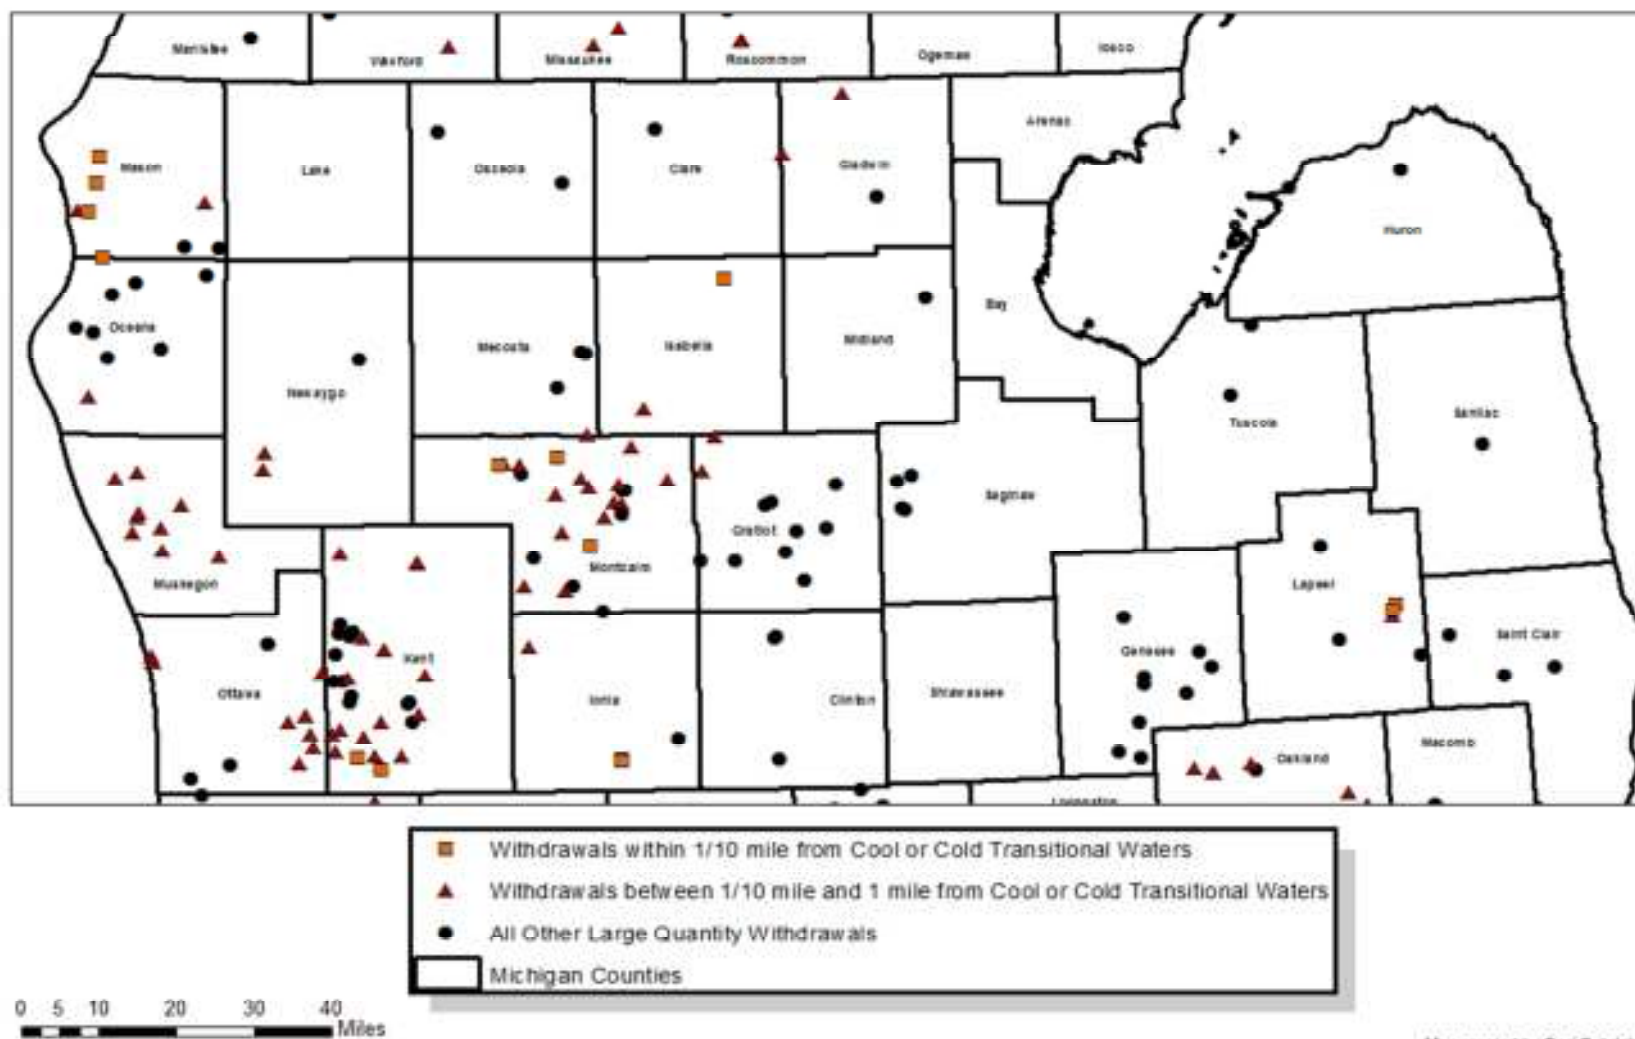 Manistee
Wexford
Missaukee
Roscommon
Ogemaw
Iosco
Arenac
Mason
Lake
Osceola
Clare
Gladwin
Huron
Bay
Oceana
Newaygo
Mecosta
Isabella
Midland
Tuscola
Sanilac
Saginaw
Gratiot
Montcalm
Muskegon
Lapeer
Saint Clair
Genesee
Kent
Ottawa
Ionia
Clinton
Shiawassee
Oakland
Macomb
Livingston
Withdrawals within 1/10 mile from Cool or Cold Transitional Waters
Withdrawals between 1/10 mile and 1 mile from Cool or Cold Transitional Waters
All Other Large Quantity Withdrawals
Michigan Counties
0 5 10 20 30 40
Miles